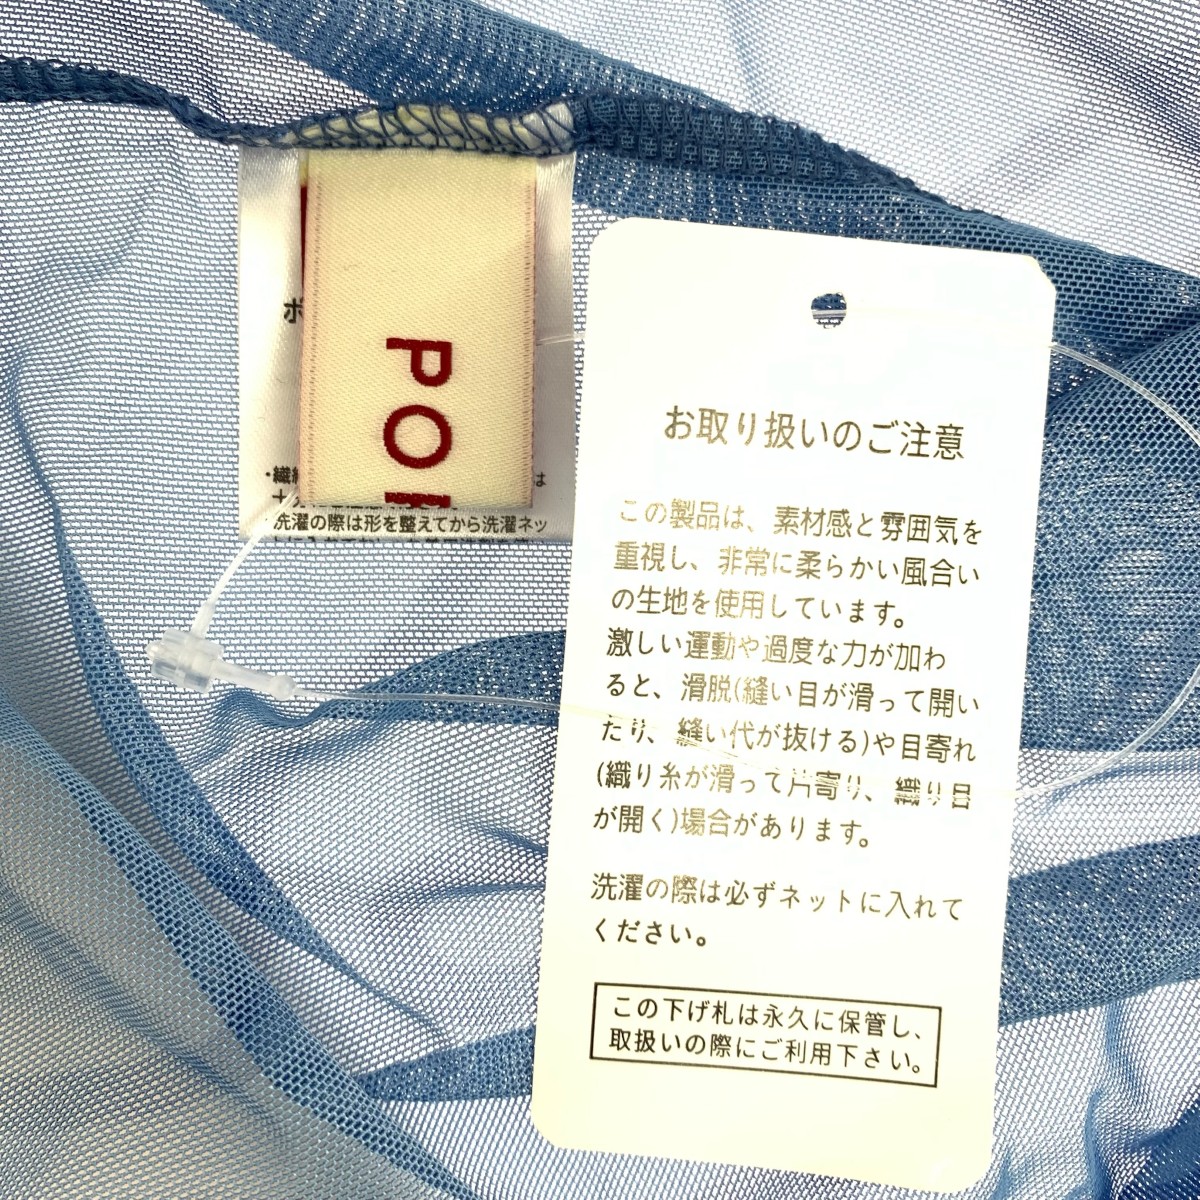 ポ
PO
・繊
は
・洗濯の際は形を整えてから洗濯ネッ
お取り扱いのご注意
この製品は、素材感と雰囲気を
重視し、非常に柔らかい風合い
の生地を使用しています。
激しい運動や過度な力が加わ
ると、滑脱(縫い目が滑って開い
たり、縫い代が抜ける)や目寄れ
(織り糸が滑って片寄り、織り目
が開く)場合があります。
洗濯の際は必ずネットに入れて
ください。
この下げ札は永久に保管し、
取扱いの際にご利用下さい。